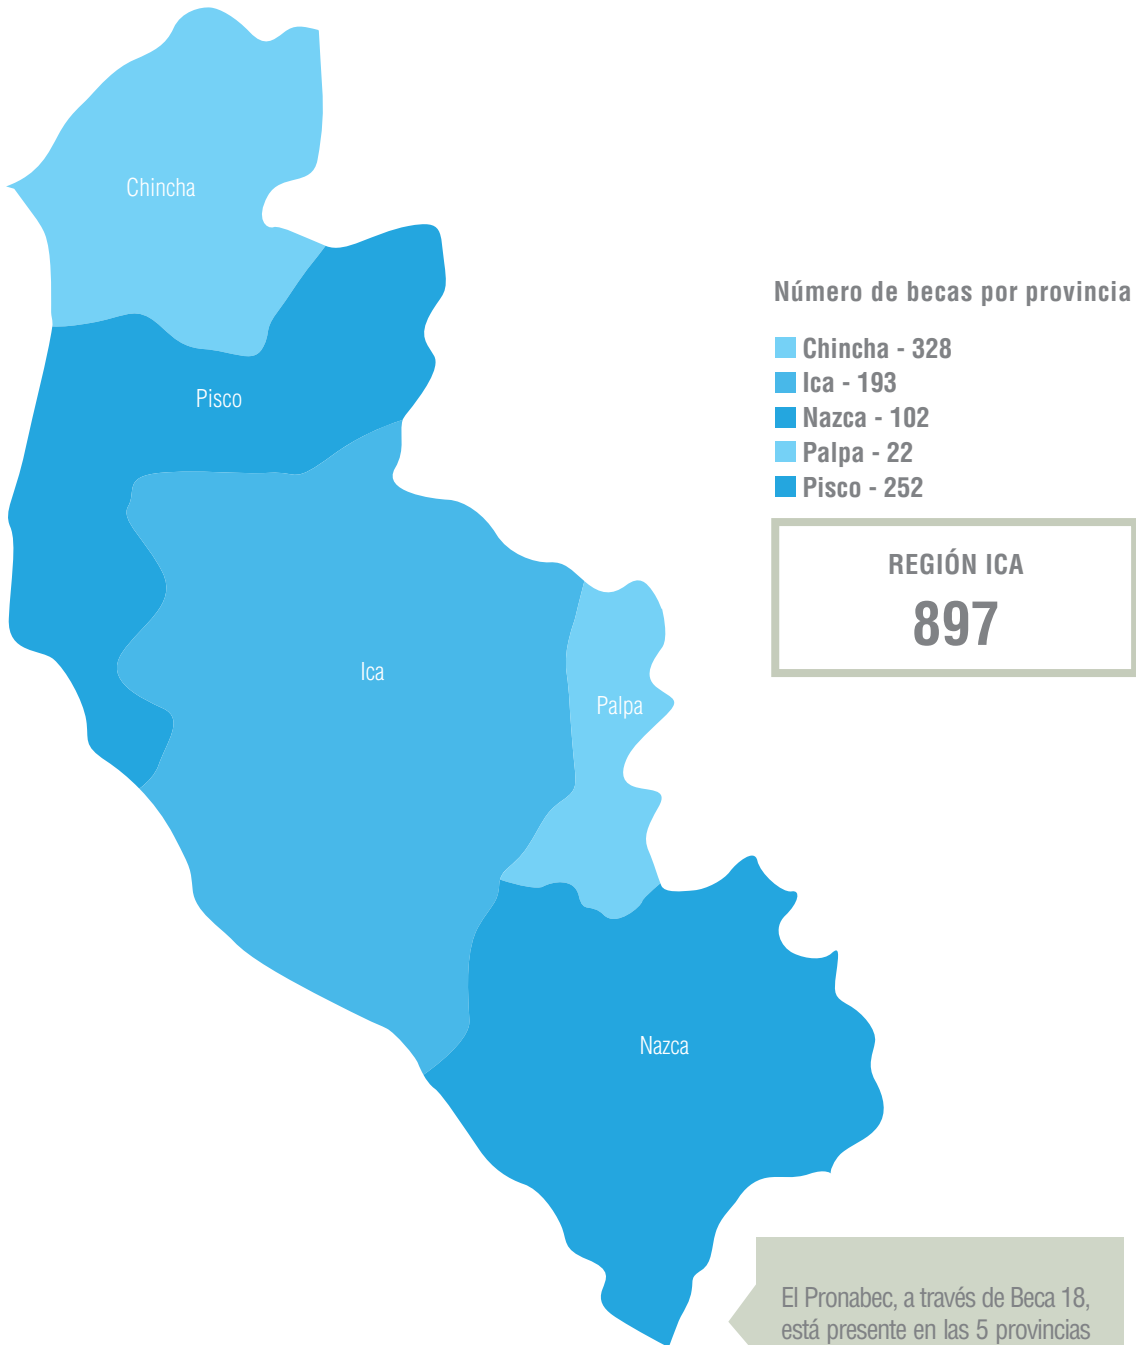 Chincha
Pisco
Ica
Palpa
Nazca
Número de becas por provincia
Chincha - 328
Ica - 193
Nazca - 102
Palpa - 22
Pisco - 252
REGIÓN ICA
897
El Pronabec, a través de Beca 18,
está presente en las 5 provincias